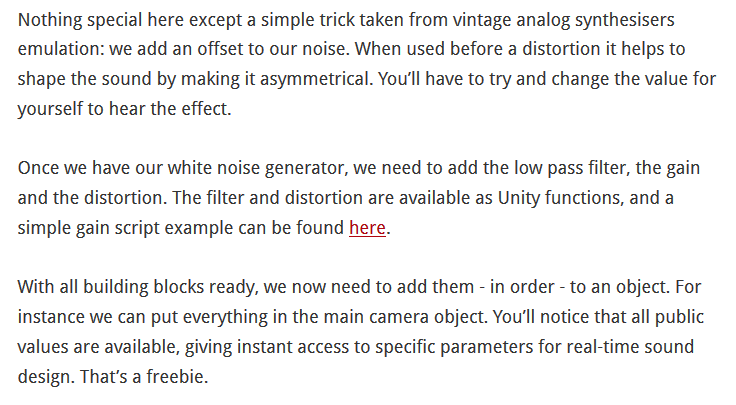 Nothing special here except a simple trick taken from vintage analog synthesisers
emulation: we add an offset to our noise. When used before a distortion it helps to
shape the sound by making it asymmetrical. You’ll have to try and change the value for
yourself to hear the effect.
Once we have our white noise generator, we need to add the low pass filter, the gain
and the distortion. The filter and distortion are available as Unity functions, and a
simple gain script example can be found here.
With all building blocks ready, we now need to add them - in order - to an object. For
instance we can put everything in the main camera object. You’ll notice that all public
values are available, giving instant access to specific parameters for real-time sound
design. That’s a freebie.